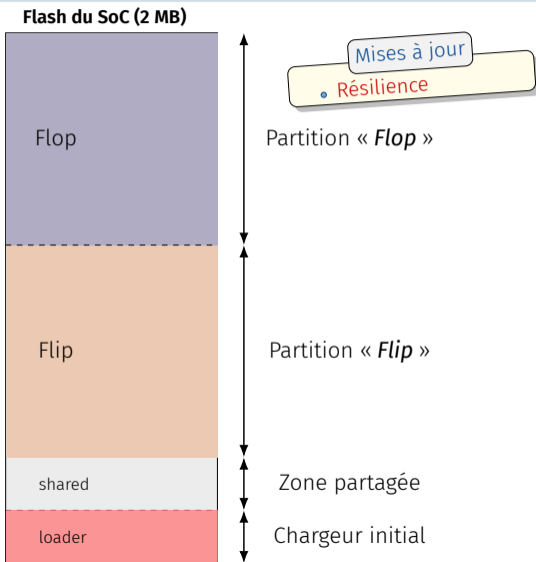 Flash du SoC (2 MB)
Mises à jour
Résilience
Flop
Partition « Flop »
Flip
Partition « Flip »
shared
Zone partagée
loader
Chargeur initial